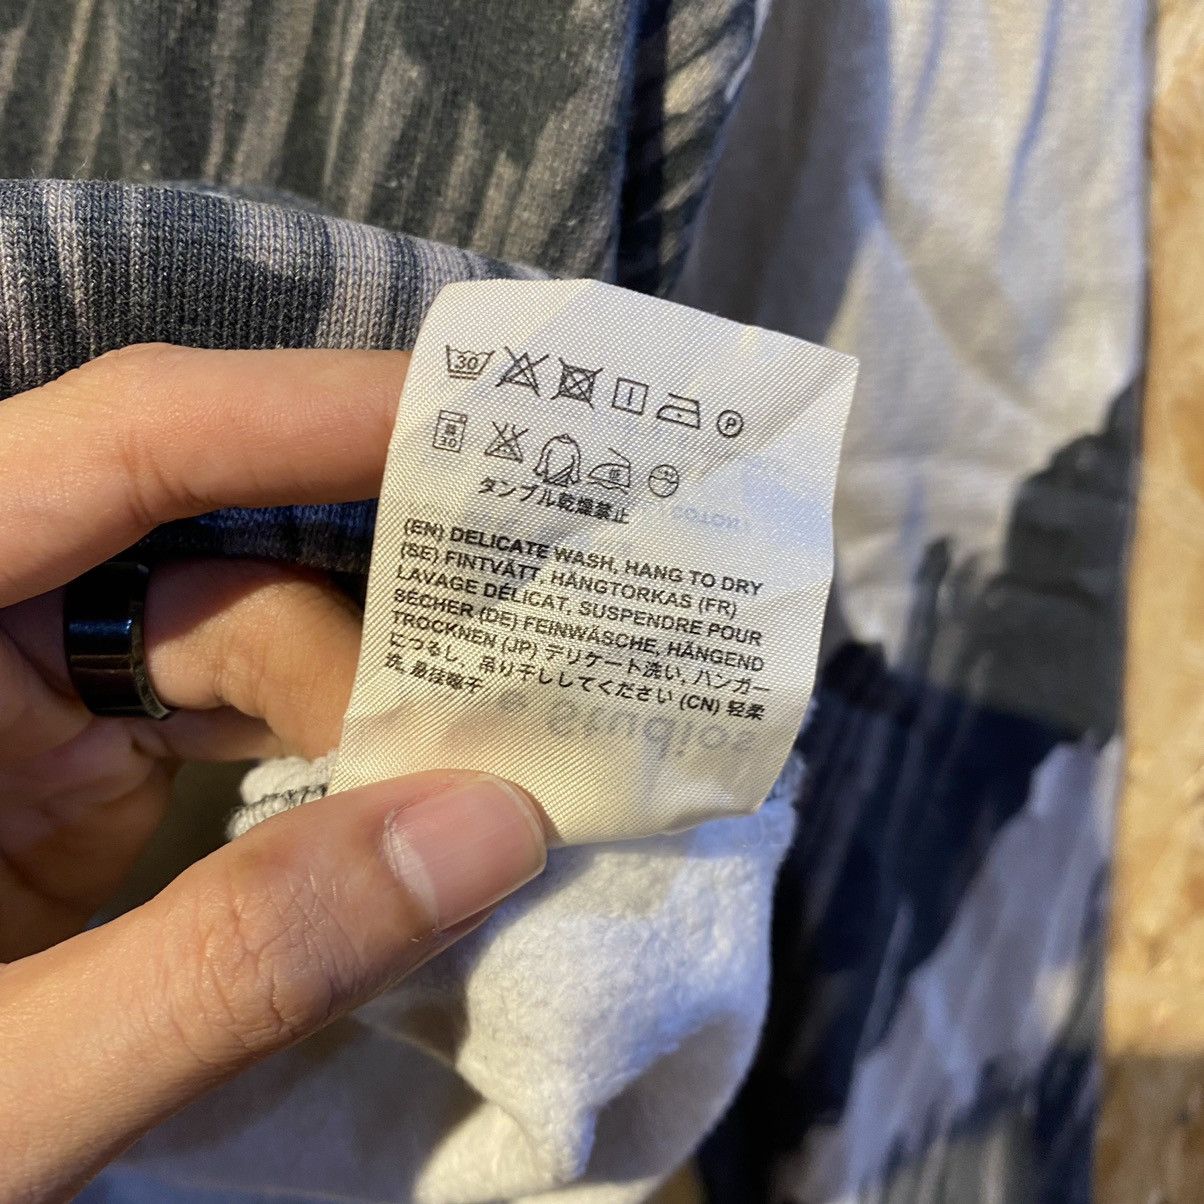 30
P
30
低
タンブル乾燥禁止
(EN) DELICATE WASH, HANG TO DRY
(SE) FINTVÄTT, HÄNGTORKAS (FR)
LAVAGE DÉLICAT, SUSPENDRE POUR
SÉCHER (DE) FEINWÄSCHE, HÄNGEND
TROCKNEN (JP) デリケート洗い, ハンガー
につるし, 吊り干ししてください (CN) 轻柔
洗, 悬挂晾干